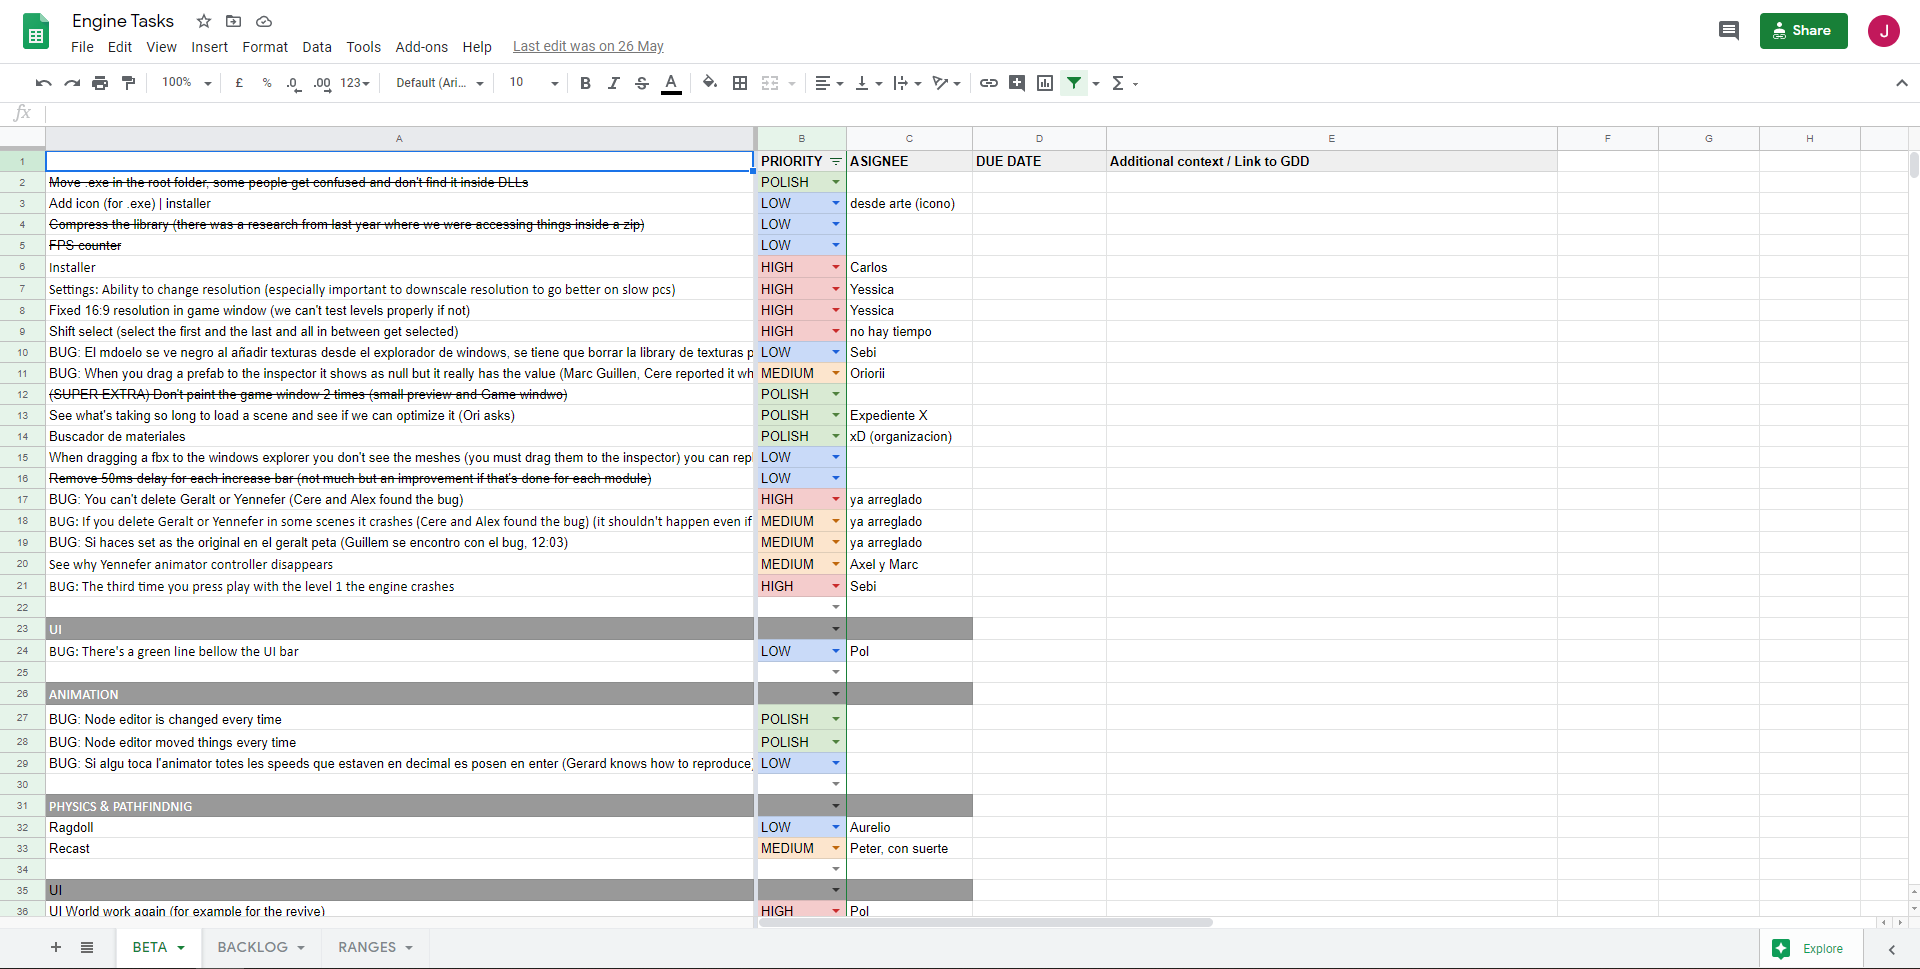 Engine Tasks
File Edit View Insert Format Data Tools Add-ons Help Last edit was on 26 May
Share
J
100% £ % .0 .00 123 Default (Ari... 10 B I S A Σ
fx
A B C D E F G H
1 PRIORITY ASIGNEE DUE DATE Additional context / Link to GDD
2 Move .exe in the root folder, some people get confused and don't find it inside DLLs POLISH
3 Add icon (for .exe) | installer LOW desde arte (icono)
4 Compress the library (there was a research from last year where we were accessing things inside a zip) LOW
5 FPS counter LOW
6 Installer HIGH Carlos
7 Settings: Ability to change resolution (especially important to downscale resolution to go better on slow pcs) HIGH Yessica
8 Fixed 16:9 resolution in game window (we can't test levels properly if not) HIGH Yessica
9 Shift select (select the first and the last and all in between get selected) HIGH no hay tiempo
10 BUG: El mdoelo se ve negro al añadir texturas desde el explorador de windows, se tiene que borrar la library de texturas p LOW Sebi
11 BUG: When you drag a prefab to the inspector it shows as null but it really has the value (Marc Guillen, Cere reported it wh MEDIUM Oriorii
12 (SUPER EXTRA) Don't paint the game window 2 times (small preview and Game windwo) POLISH
13 See what's taking so long to load a scene and see if we can optimize it (Ori asks) POLISH Expediente X
14 Buscador de materiales POLISH xD (organizacion)
15 When dragging a fbx to the windows explorer you don't see the meshes (you must drag them to the inspector) you can rep LOW
16 Remove 50ms delay for each increase bar (not much but an improvement if that's done for each module) LOW
17 BUG: You can't delete Geralt or Yennefer (Cere and Alex found the bug) HIGH ya arreglado
18 BUG: If you delete Geralt or Yennefer in some scenes it crashes (Cere and Alex found the bug) (it shouldn't happen even if MEDIUM ya arreglado
19 BUG: Si haces set as the original en el geralt peta (Guillem se encontro con el bug, 12:03) MEDIUM ya arreglado
20 See why Yennefer animator controller disappears MEDIUM Axel y Marc
21 BUG: The third time you press play with the level 1 the engine crashes HIGH Sebi
22
23 UI
24 BUG: There's a green line bellow the UI bar LOW Pol
25
26 ANIMATION
27 BUG: Node editor is changed every time POLISH
28 BUG: Node editor moved things every time POLISH
29 BUG: Si algu toca l'animator totes les speeds que estaven en decimal es posen en enter (Gerard knows how to reproduce) LOW
30
31 PHYSICS & PATHFINDNIG
32 Ragdoll LOW Aurelio
33 Recast MEDIUM Peter, con suerte
34
35 UI
36 UI World work again (for example for the revive) HIGH Pol
BETA BACKLOG RANGES Explore